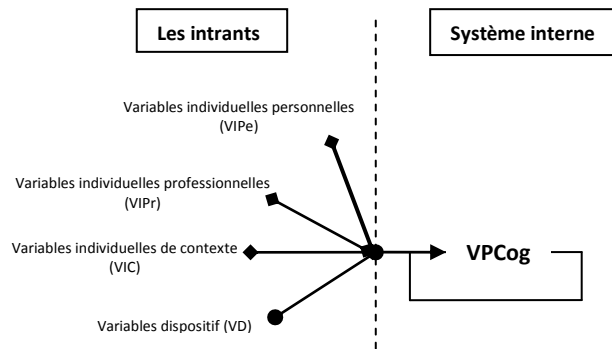 Les intrants
Système interne
Variables individuelles personnelles
(VIPe)
Variables individuelles professionnelles
(VIPr)
Variables individuelles de contexte
(VIC)
VPCog
Variables dispositif (VD)